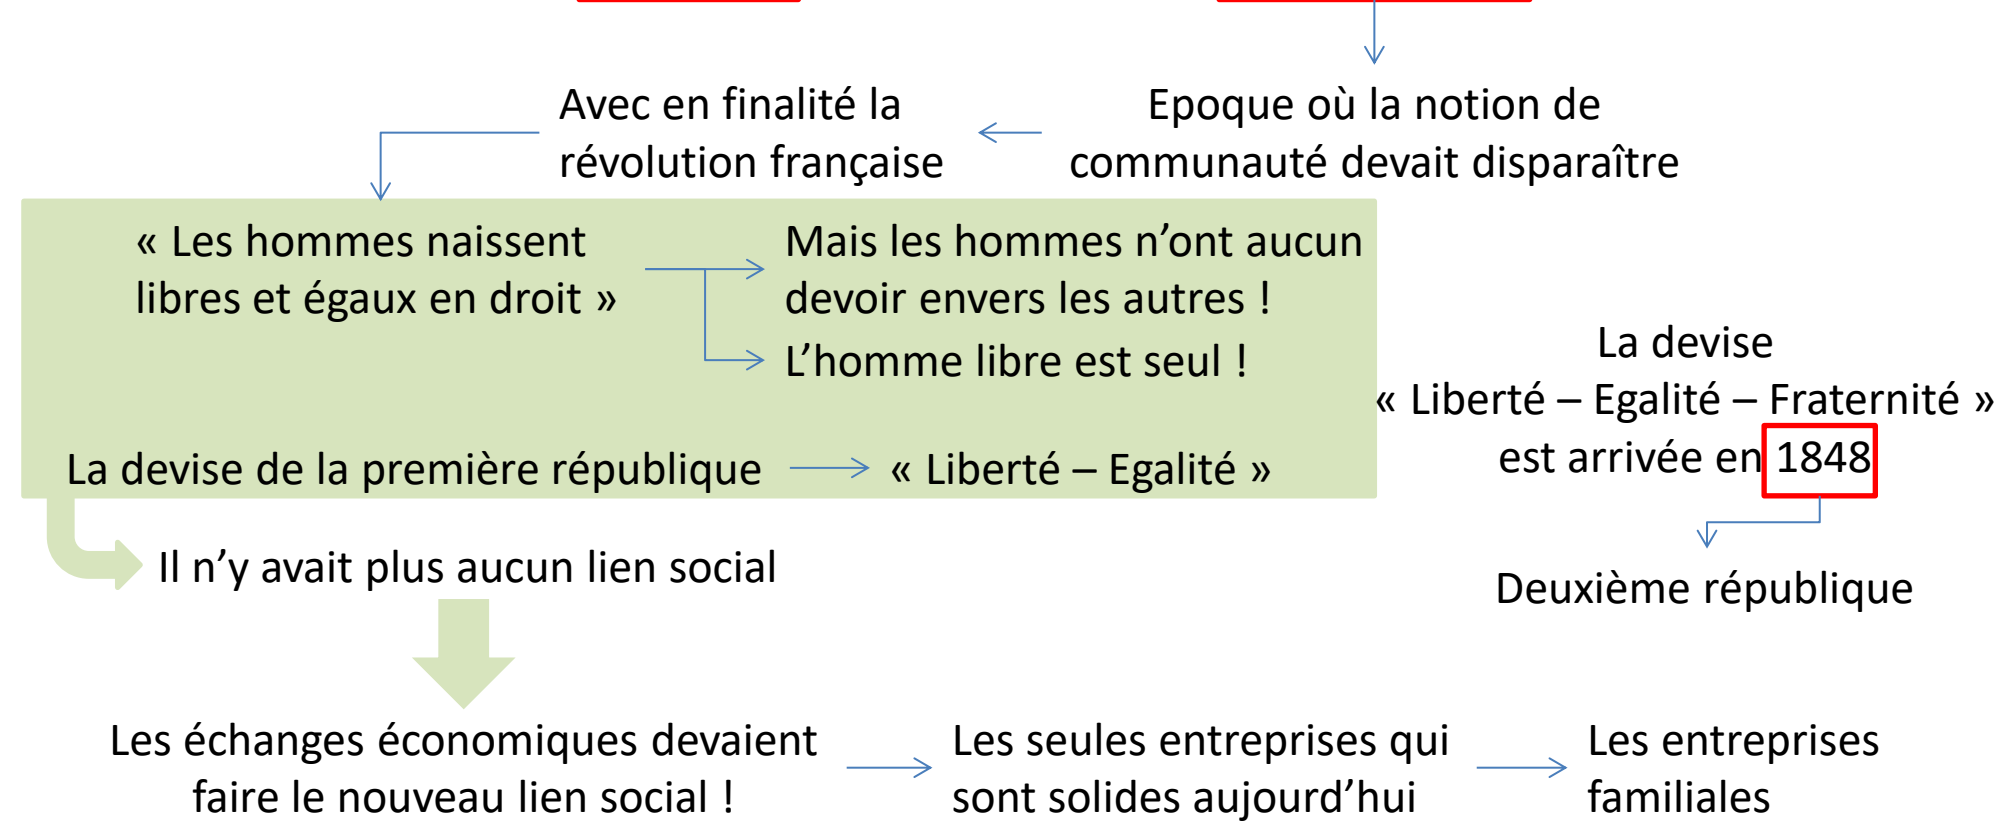 Avec en finalité la
révolution française
Epoque où la notion de
communauté devait disparaître
« Les hommes naissent
libres et égaux en droit »
Mais les hommes n’ont aucun
devoir envers les autres !
L’homme libre est seul !
La devise de la première république
« Liberté – Egalité »
La devise
« Liberté – Egalité – Fraternité »
est arrivée en 1848
Deuxième république
Il n’y avait plus aucun lien social
Les échanges économiques devaient
faire le nouveau lien social !
Les seules entreprises qui
sont solides aujourd’hui
Les entreprises
familiales